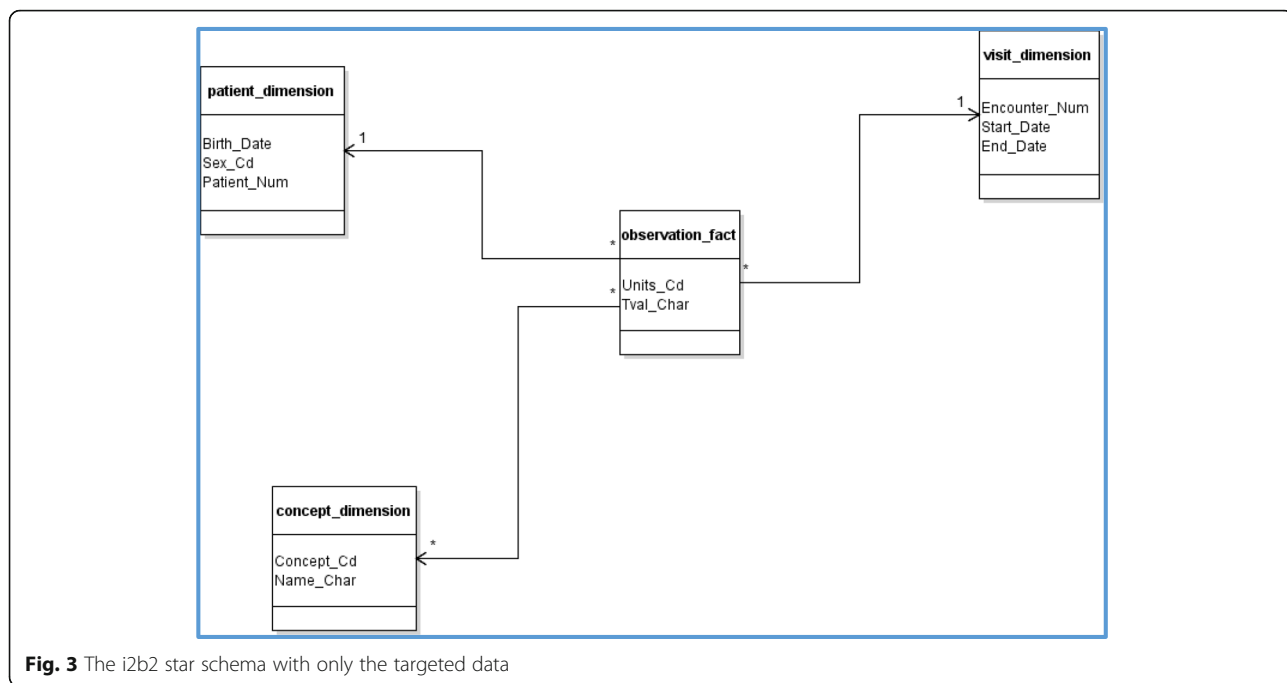 patient_dimension
Birth_Date
Sex_Cd
Patient_Num
1
visit_dimension
Encounter_Num
Start_Date
End_Date
1
observation_fact
Units_Cd
Tval_Char
*
*
*
concept_dimension
Concept_Cd
Name_Char
*
Fig. 3 The i2b2 star schema with only the targeted data